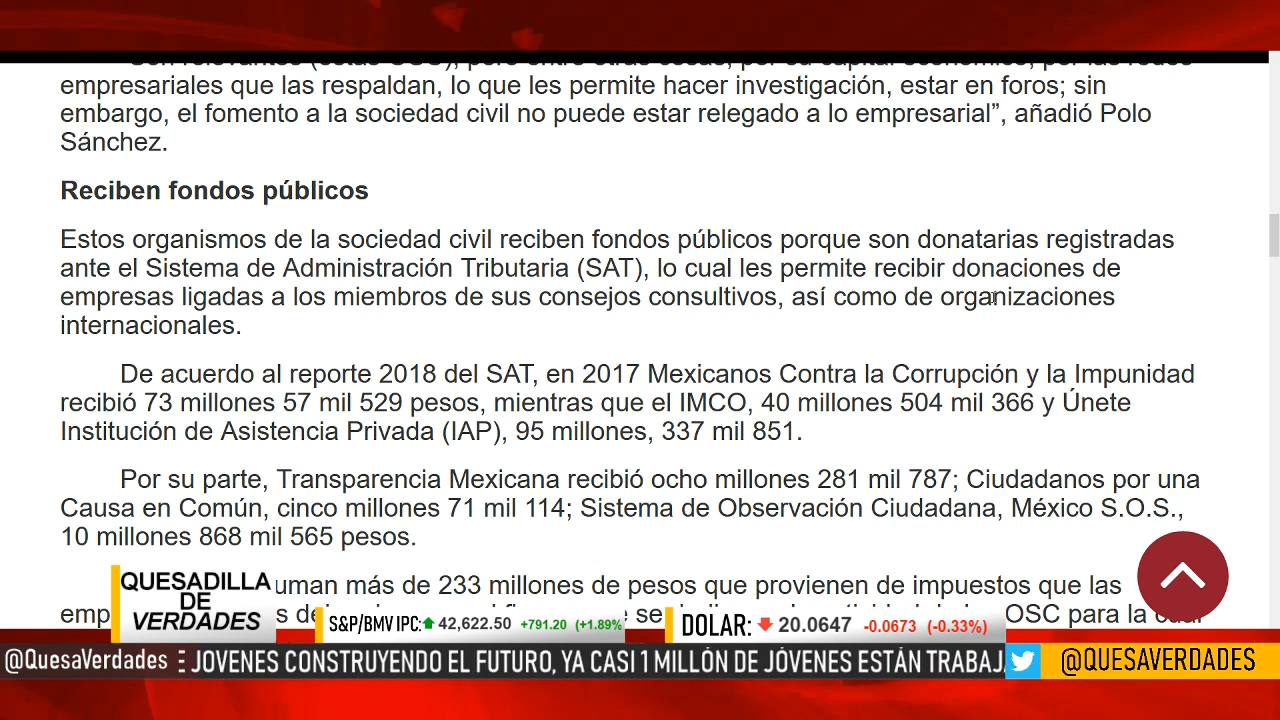 empresariales que las respaldan, lo que les permite hacer investigación, estar en foros; sin
embargo, el fomento a la sociedad civil no puede estar relegado a lo empresarial”, añadió Polo
Sánchez.
Reciben fondos públicos
Estos organismos de la sociedad civil reciben fondos públicos porque son donatarias registradas
ante el Sistema de Administración Tributaria (SAT), lo cual les permite recibir donaciones de
empresas ligadas a los miembros de sus consejos consultivos, así como de organizaciones
internacionales.
De acuerdo al reporte 2018 del SAT, en 2017 Mexicanos Contra la Corrupción y la Impunidad
recibió 73 millones 57 mil 529 pesos, mientras que el IMCO, 40 millones 504 mil 366 y Únete
Institución de Asistencia Privada (IAP), 95 millones, 337 mil 851.
Por su parte, Transparencia Mexicana recibió ocho millones 281 mil 787; Ciudadanos por una
Causa en Común, cinco millones 71 mil 114; Sistema de Observación Ciudadana, México S.O.S.,
10 millones 868 mil 565 pesos.
uman más de 233 millones de pesos que provienen de impuestos que las
OSC para la
QUESADILLA
DE
VERDADES
S&P/BMV IPC: 42,622.50 +791.20 (+1.89%)
DOLAR: 20.0647 -0.0673 (-0.33%)
@QuesaVerdades E JOVENES CONSTRUYENDO EL FUTURO, YA CASI 1 MILLÓN DE JÓVENES ESTÁN TRABAJ
@QUESAVERDADES